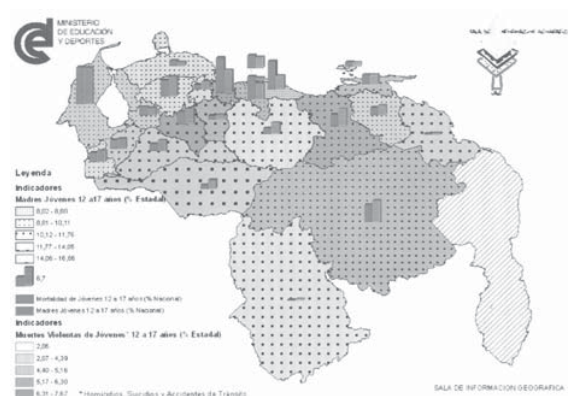 MINISTERIO
DE EDUCACIÓN
Y DEPORTES
Leyenda
Indicadores
Madres Jóvenes 12 a17 años (% Estadal)
8,02 - 8,80
8,81 - 10,11
10,12 - 11,76
11,77 - 14,05
14,06 - 16,66
6,7
Mortalidad de Jóvenes 12 a 17 años (% Nacional)
Madres Jóvenes 12 a 17 años (% Nacional)
Indicadores
Muertes Violentas de Jóvenes* 12 a 17 años (% Estadal)
2,06
2,07 - 4,39
4,40 - 5,16
5,17 - 6,30
6,31 - 7,67
* Homicidios, Suicidios y Accidentes de Tránsito
SALA DE INFORMACION GEOGRAFICA